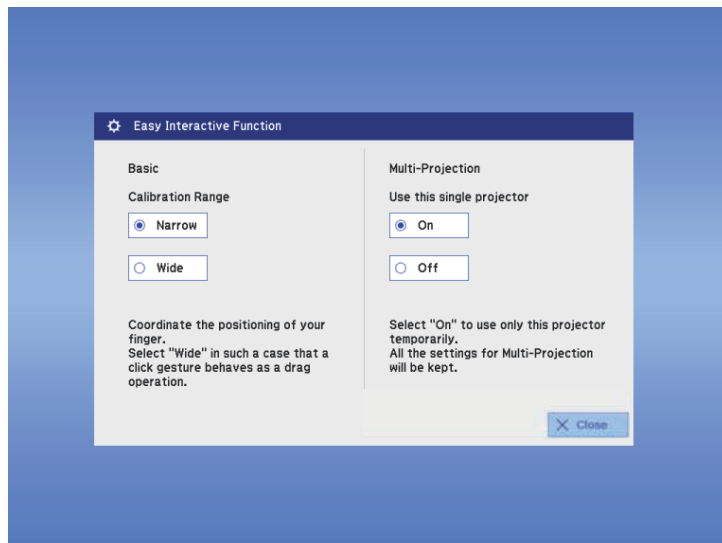 Easy Interactive Function
Basic
Calibration Range
Narrow
Wide
Coordinate the positioning of your
finger.
Select "Wide" in such a case that a
click gesture behaves as a drag
operation.
Multi-Projection
Use this single projector
On
Off
Select "On" to use only this projector
temporarily.
All the settings for Multi-Projection
will be kept.
Close